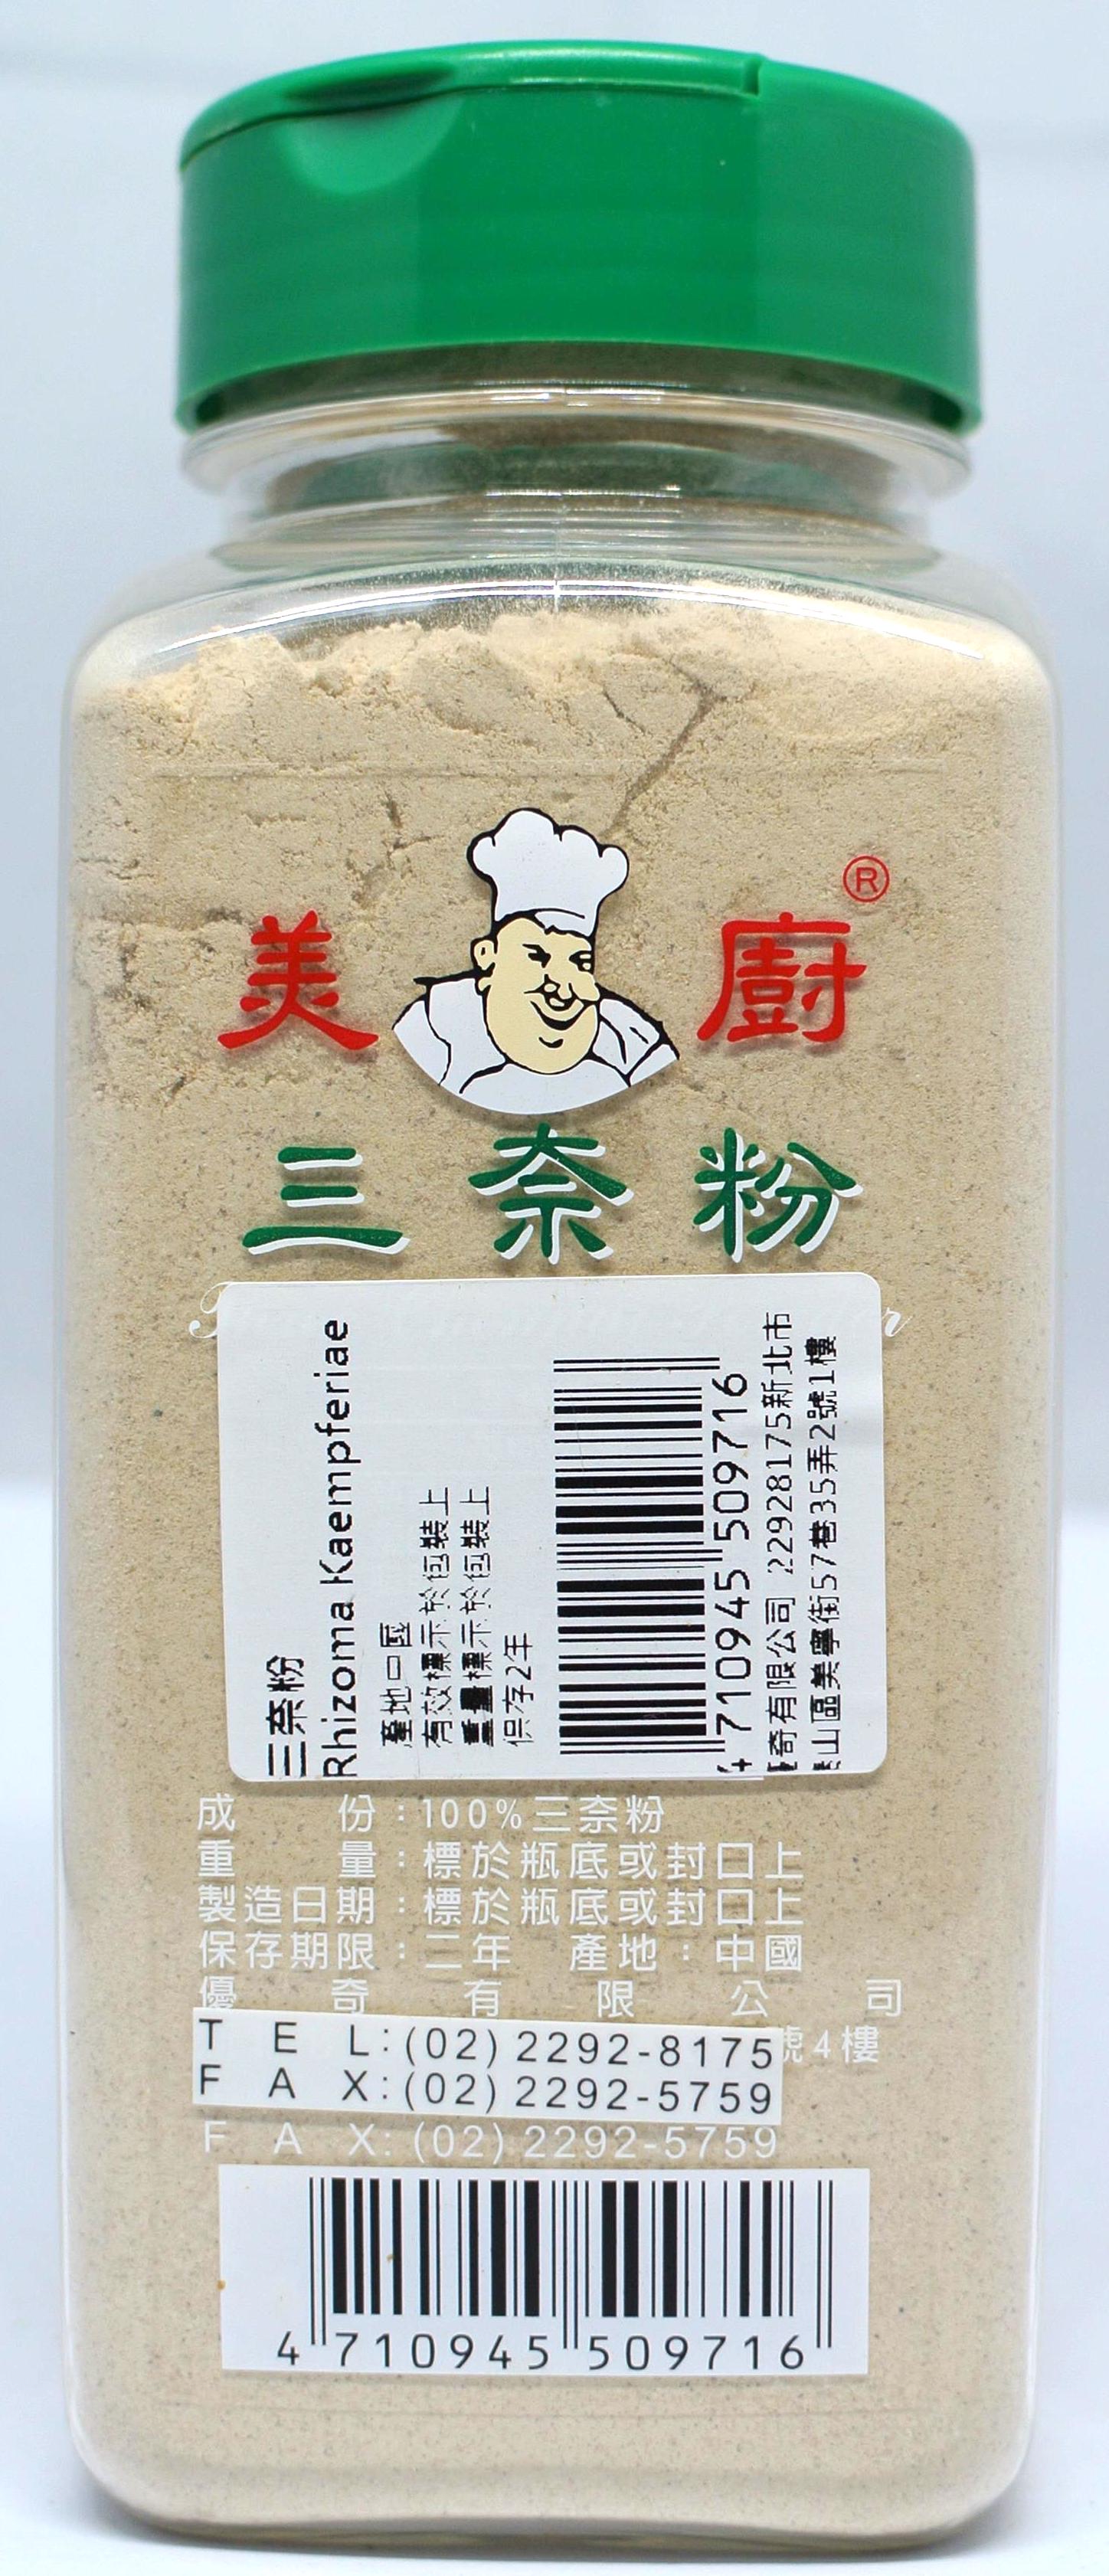 美廚®
三奈粉
三奈粉
Rhizoma Kaempferiae
產地中國
有效標示於包裝上
重量標示於包裝上
保存2年
4 710945 509716
奇有限公司 22928175新北市
山區美寧街57巷35弄2號1樓
成份:100%三奈粉
重量:標於瓶底或封口上
製造日期:標於瓶底或封口上
保存期限:二年 產地:中國
優奇有限公司
號4樓
TEL:(02)2292-8175
FAX:(02)2292-5759
FAX:(02)2292-5759
4 710945 509716